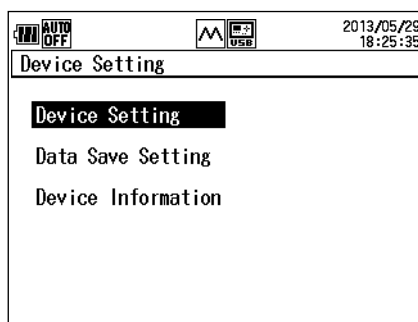 AUTO OFF
USB
2013/05/29
18:25:35
Device Setting
Device Setting
Data Save Setting
Device Information